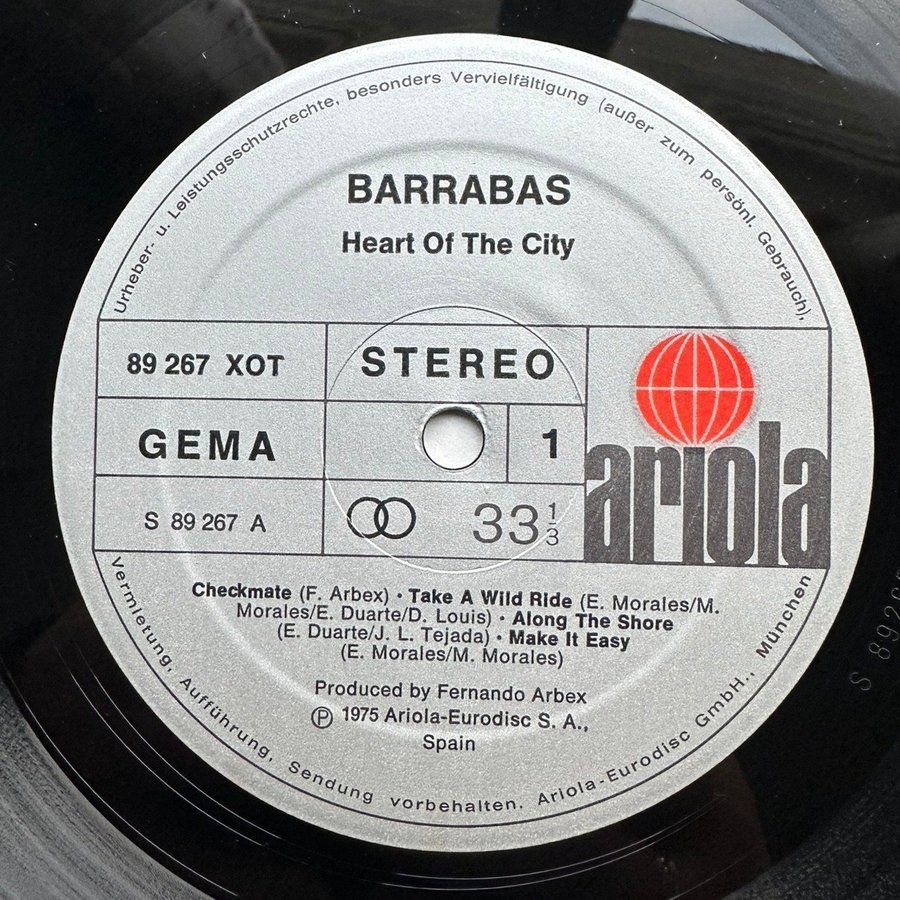 Urheber- u. Leistungsschutzrechte, besonders Vervielfältigung (außer zum persönl. Gebrauch),
BARRABAS
Heart Of The City
89 267 XOT
STEREO
GEMA
1
ariola
S 89 267 A
33 1/3
Checkmate (F. Arbex) · Take A Wild Ride (E. Morales/M.
Morales/E. Duarte/D. Louis) · Along The Shore
(E. Duarte/J. L. Tejada) · Make It Easy
(E. Morales/M. Morales)
Produced by Fernando Arbex
Ⓟ 1975 Ariola-Eurodisc S. A.,
Spain
Vermietung, Aufführung, Sendung vorbehalten. Ariola-Eurodisc GmbH., München